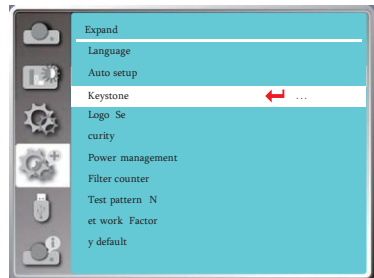 Expand
Language
Auto setup
Keystone ...
Logo Se
curity
Power management
Filter counter
Test pattern N
et work Factor
y default